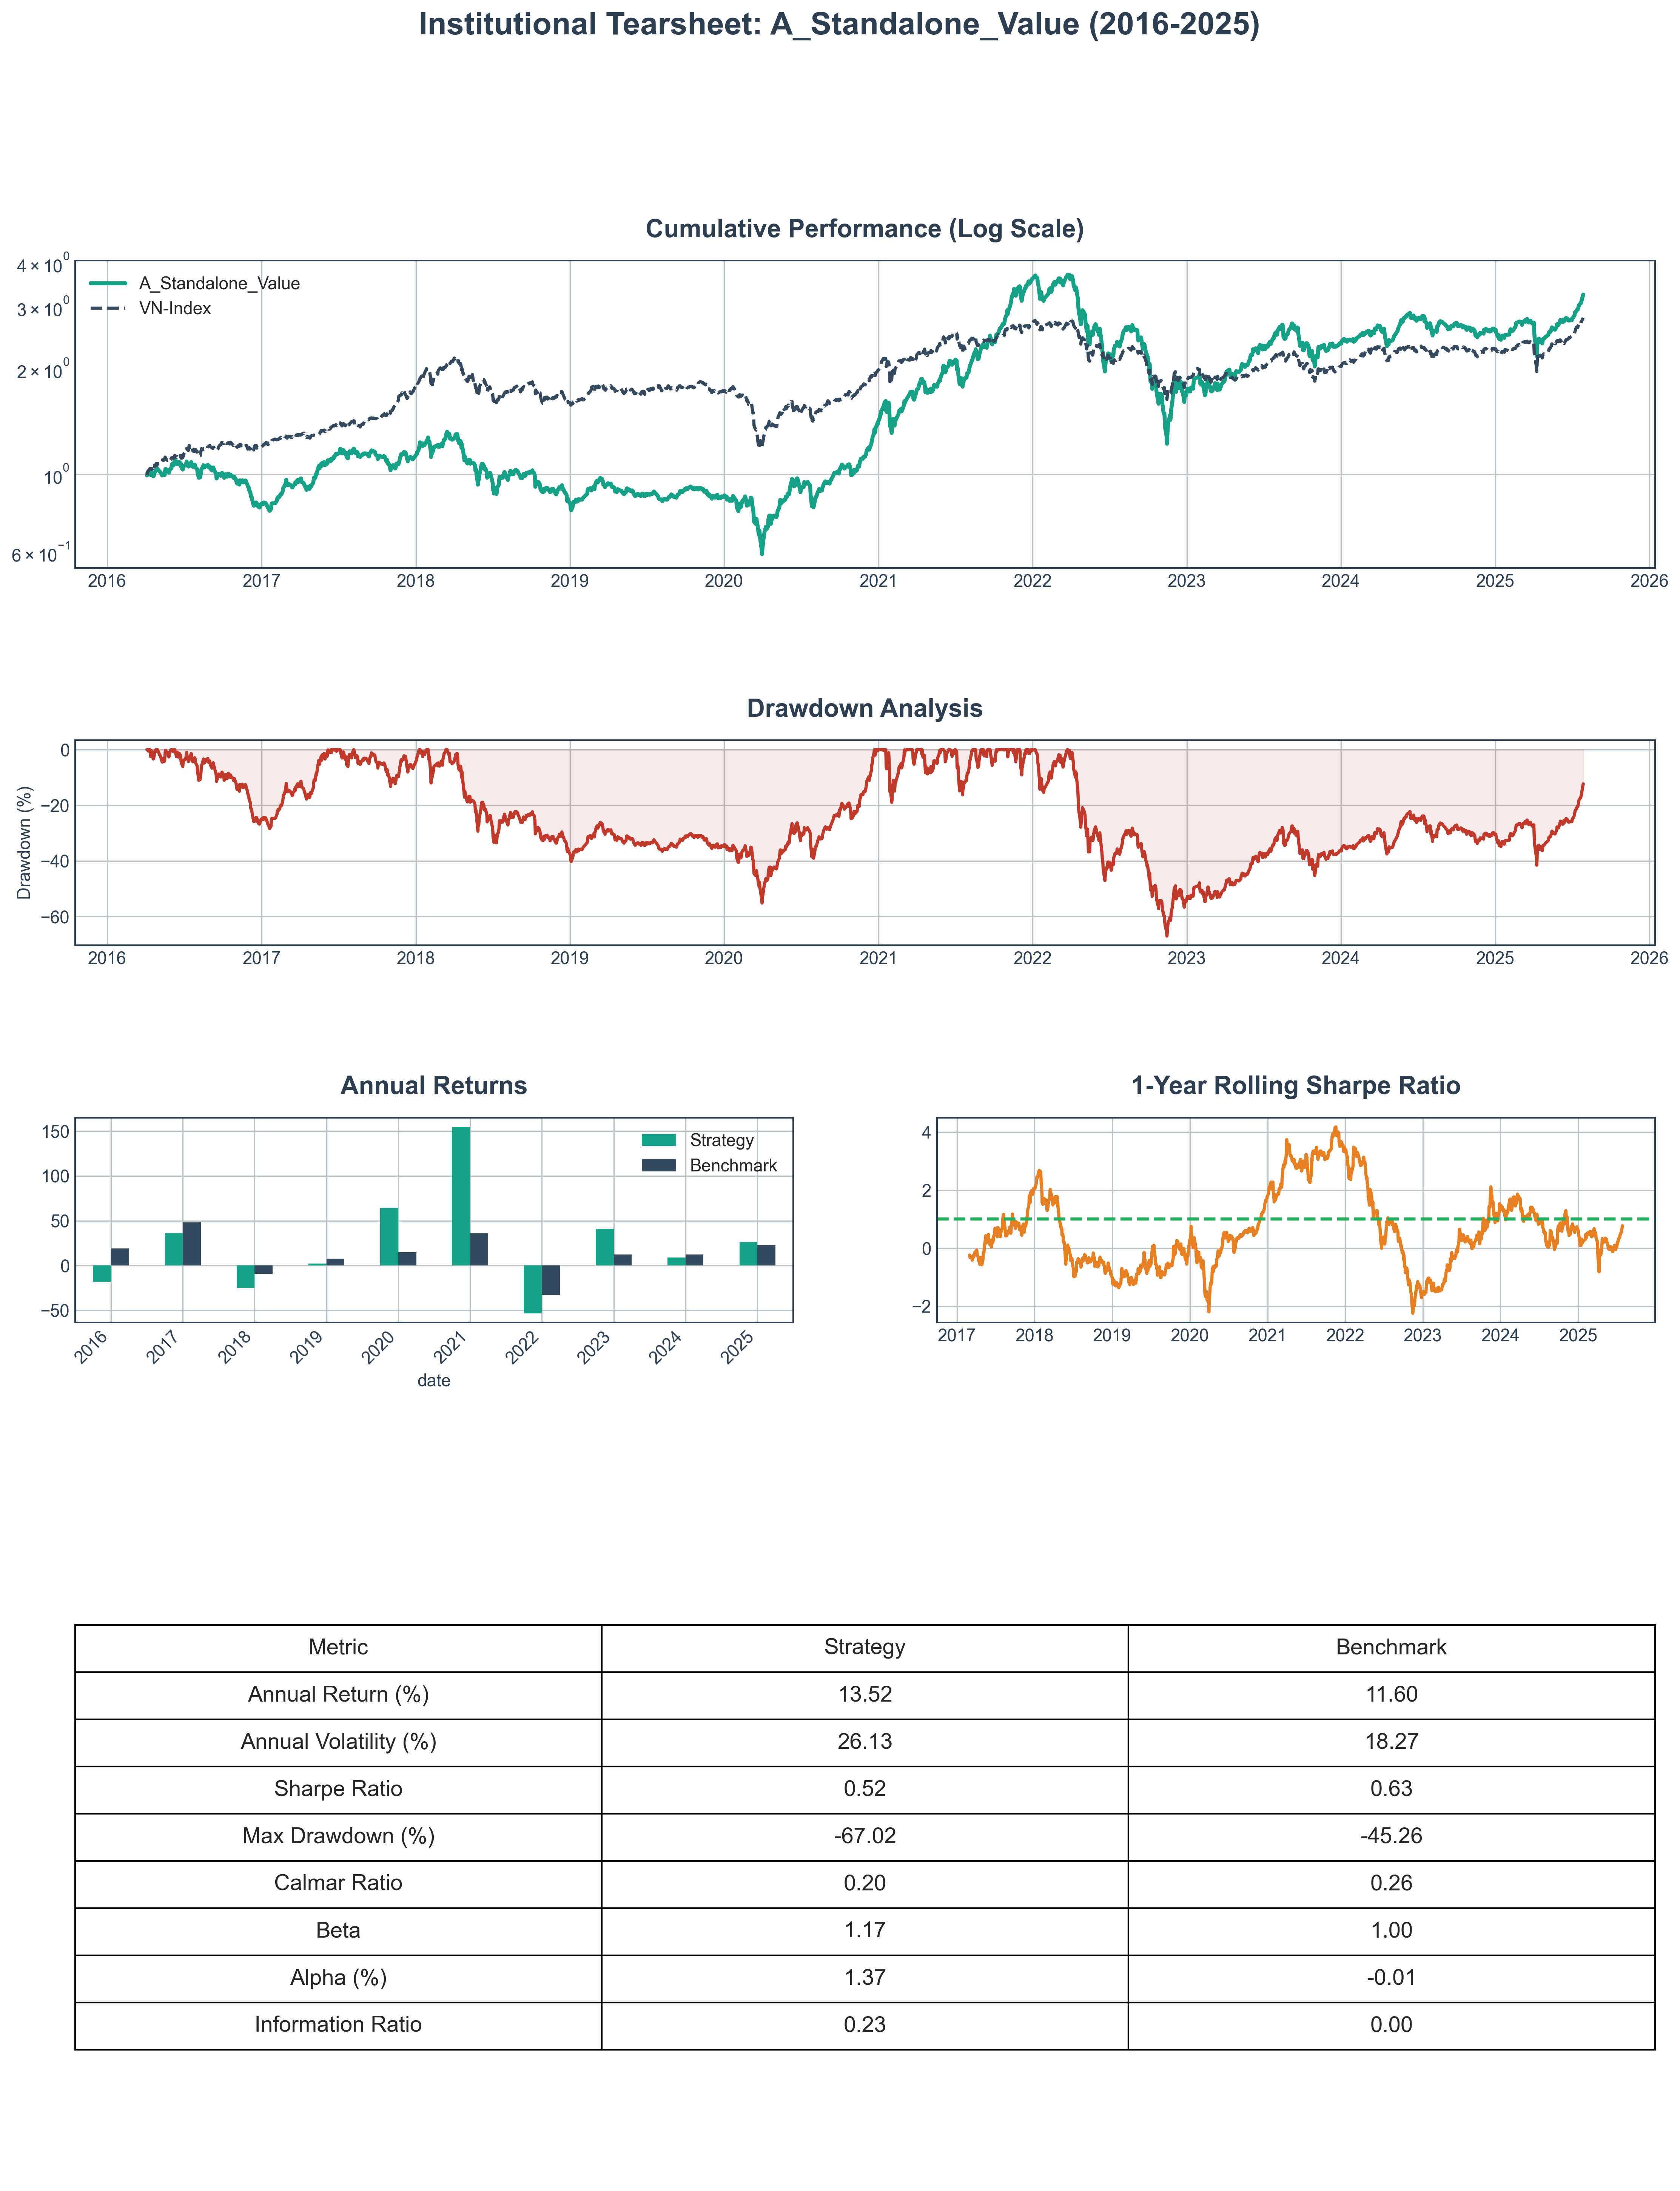 Institutional Tearsheet: A_Standalone_Value (2016-2025)
Cumulative Performance (Log Scale)
4 × 10⁰
3 × 10⁰
2 × 10⁰
10⁰
6 × 10⁻¹
A_Standalone_Value
VN-Index
2016 2017 2018 2019 2020 2021 2022 2023 2024 2025 2026
Drawdown Analysis
Drawdown (%)
0
−20
−40
−60
2016 2017 2018 2019 2020 2021 2022 2023 2024 2025 2026
Annual Returns
150
100
50
0
−50
Strategy
Benchmark
2016 2017 2018 2019 2020 2021 2022 2023 2024 2025
date
1-Year Rolling Sharpe Ratio
4
2
0
−2
2017 2018 2019 2020 2021 2022 2023 2024 2025
Metric Strategy Benchmark
Annual Return (%) 13.52 11.60
Annual Volatility (%) 26.13 18.27
Sharpe Ratio 0.52 0.63
Max Drawdown (%) -67.02 -45.26
Calmar Ratio 0.20 0.26
Beta 1.17 1.00
Alpha (%) 1.37 -0.01
Information Ratio 0.23 0.00